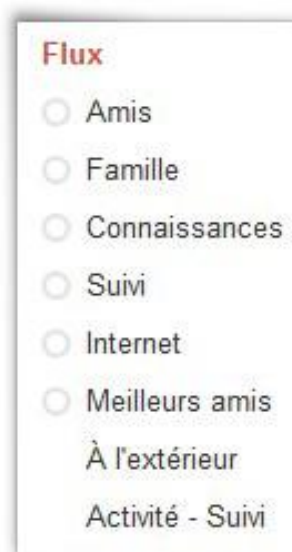 Flux
Amis
Famille
Connaissances
Suivi
Internet
Meilleurs amis
À l'extérieur
Activité - Suivi